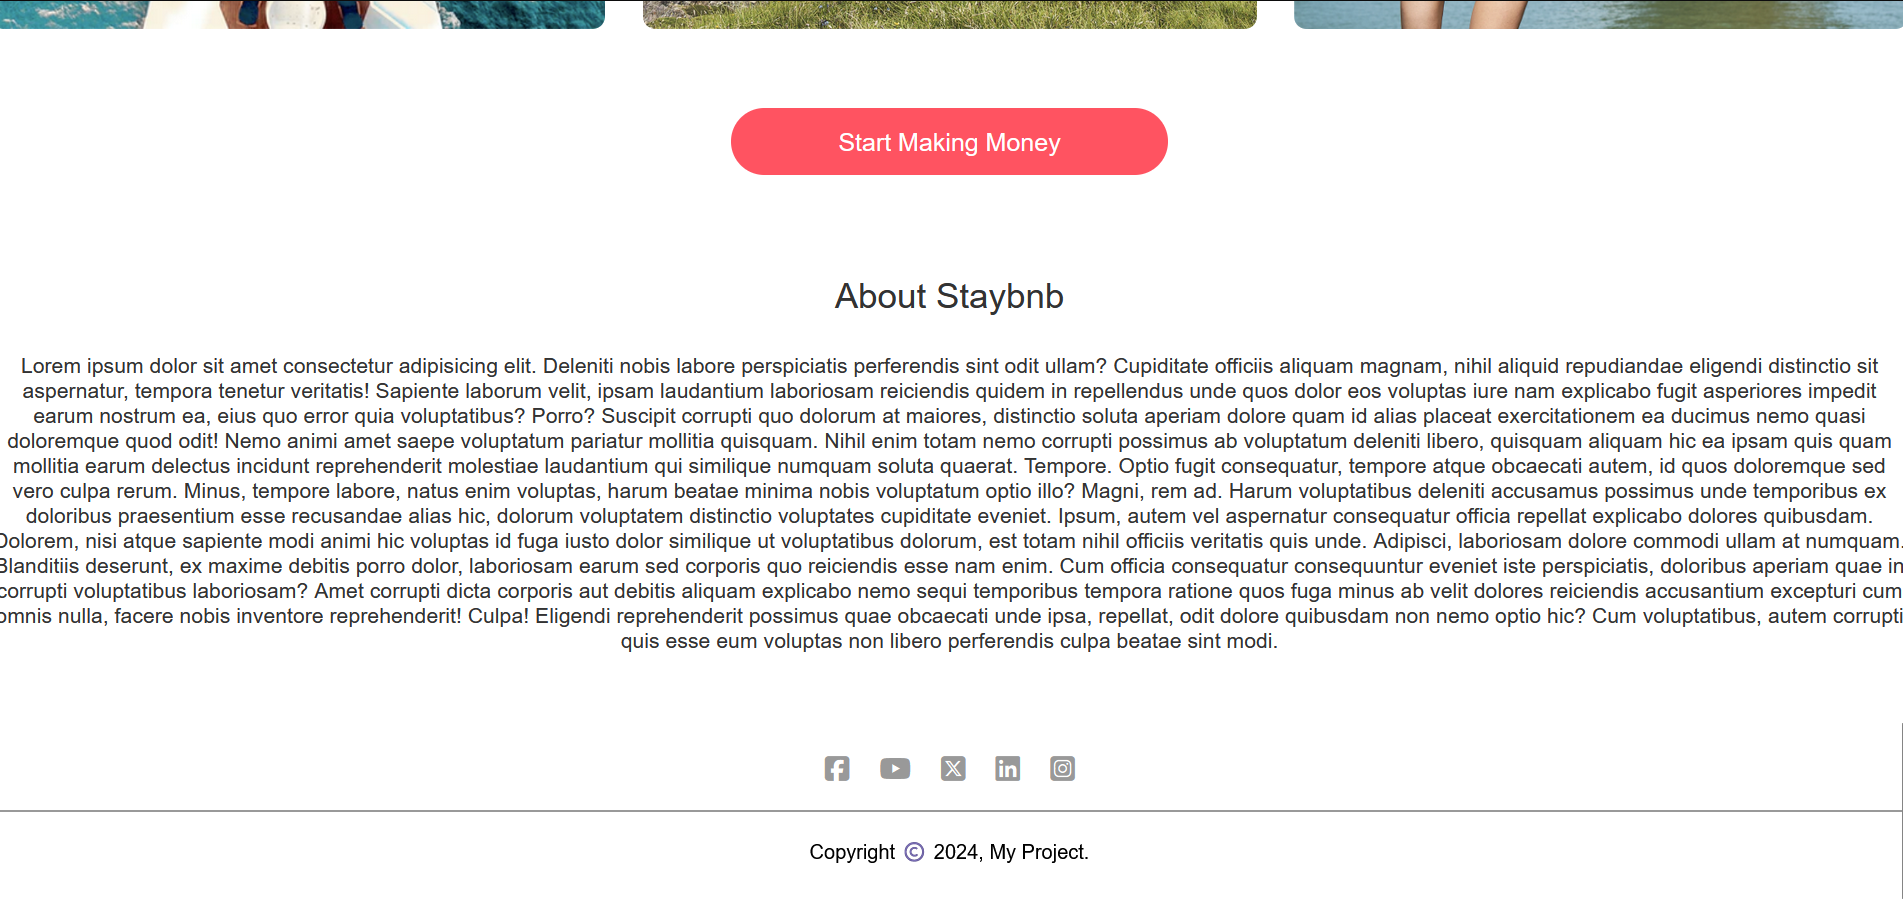 Start Making Money
About Staybnb
Lorem ipsum dolor sit amet consectetur adipisicing elit. Deleniti nobis labore perspiciatis perferendis sint odit ullam? Cupiditate officiis aliquam magnam, nihil aliquid repudiandae eligendi distinctio sit
aspernatur, tempora tenetur veritatis! Sapiente laborum velit, ipsam laudantium laboriosam reiciendis quidem in repellendus unde quos dolor eos voluptas iure nam explicabo fugit asperiores impedit
earum nostrum ea, eius quo error quia voluptatibus? Porro? Suscipit corrupti quo dolorum at maiores, distinctio soluta aperiam dolore quam id alias placeat exercitationem ea ducimus nemo quasi
doloremque quod odit! Nemo animi amet saepe voluptatum pariatur mollitia quisquam. Nihil enim totam nemo corrupti possimus ab voluptatum deleniti libero, quisquam aliquam hic ea ipsam quis quam
mollitia earum delectus incidunt reprehenderit molestiae laudantium qui similique numquam soluta quaerat. Tempore. Optio fugit consequatur, tempore atque obcaecati autem, id quos doloremque sed
vero culpa rerum. Minus, tempore labore, natus enim voluptas, harum beatae minima nobis voluptatum optio illo? Magni, rem ad. Harum voluptatibus deleniti accusamus possimus unde temporibus ex
doloribus praesentium esse recusandae alias hic, dolorum voluptatem distinctio voluptates cupiditate eveniet. Ipsum, autem vel aspernatur consequatur officia repellat explicabo dolores quibusdam.
Dolorem, nisi atque sapiente modi animi hic voluptas id fuga iusto dolor similique ut voluptatibus dolorum, est totam nihil officiis veritatis quis unde. Adipisci, laboriosam dolore commodi ullam at numquam.
Blanditiis deserunt, ex maxime debitis porro dolor, laboriosam earum sed corporis quo reiciendis esse nam enim. Cum officia consequatur consequuntur eveniet iste perspiciatis, doloribus aperiam quae in
corrupti voluptatibus laboriosam? Amet corrupti dicta corporis aut debitis aliquam explicabo nemo sequi temporibus tempora ratione quos fuga minus ab velit dolores reiciendis accusantium excepturi cum
omnis nulla, facere nobis inventore reprehenderit! Culpa! Eligendi reprehenderit possimus quae obcaecati unde ipsa, repellat, odit dolore quibusdam non nemo optio hic? Cum voluptatibus, autem corrupti
quis esse eum voluptas non libero perferendis culpa beatae sint modi.
Copyright © 2024, My Project.